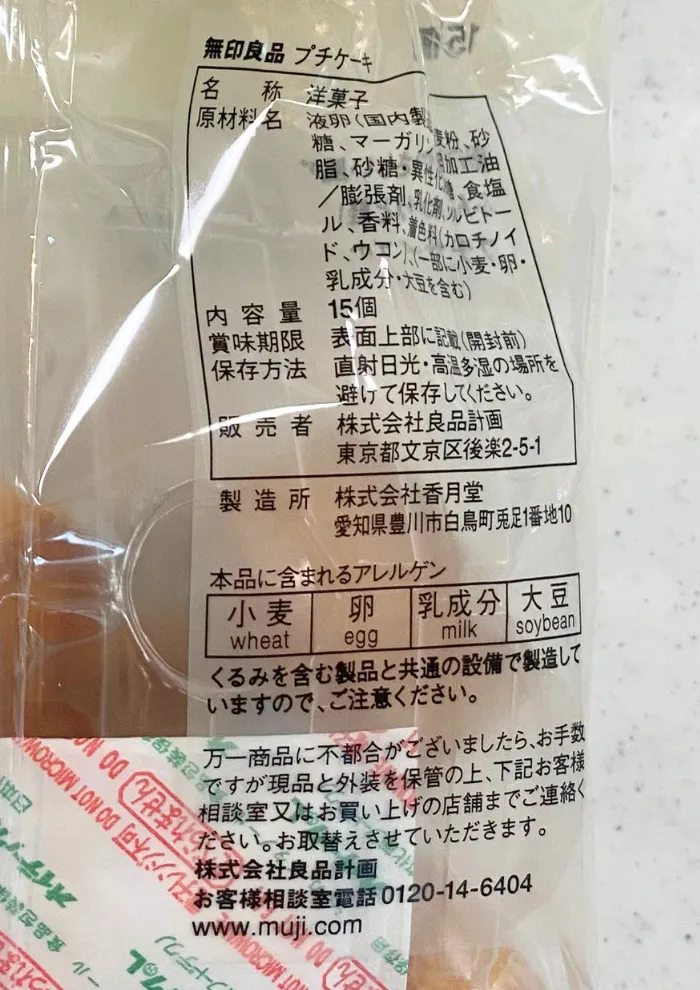 15個
無印良品 プチケーキ
名 称 洋菓子
原材料名 液卵(国内製
糖、マーガリン 麦粉、砂
脂、砂糖・異性化 加工油
/膨張剤、乳化剤、ソルビトー 食塩
ル、香料、着色料(カロチノイ
ド、ウコン)、(一部に小麦・卵・
乳成分・大豆を含む)
内容量 15個
賞味期限 表面上部に記載(開封前)
保存方法 直射日光・高温多湿の場所を
避けて保存してください。
販売者 株式会社良品計画
東京都文京区後楽2-5-1
製造所 株式会社香月堂
愛知県豊川市白鳥町兎足1番地10
本品に含まれるアレルゲン
小麦 卵 乳成分 大豆
wheat egg milk soybean
くるみを含む製品と共通の設備で製造して
いますので、ご注意ください。
万一商品に不都合がございましたら、お手数
ですが現品と外装を保管の上、下記お客様
相談室又はお買い上げの店舗までご連絡く
ださい。お取替えさせていただきます。
株式会社良品計画
お客様相談室電話0120-14-6404
www.muji.com
DO NOT MICROWAVE